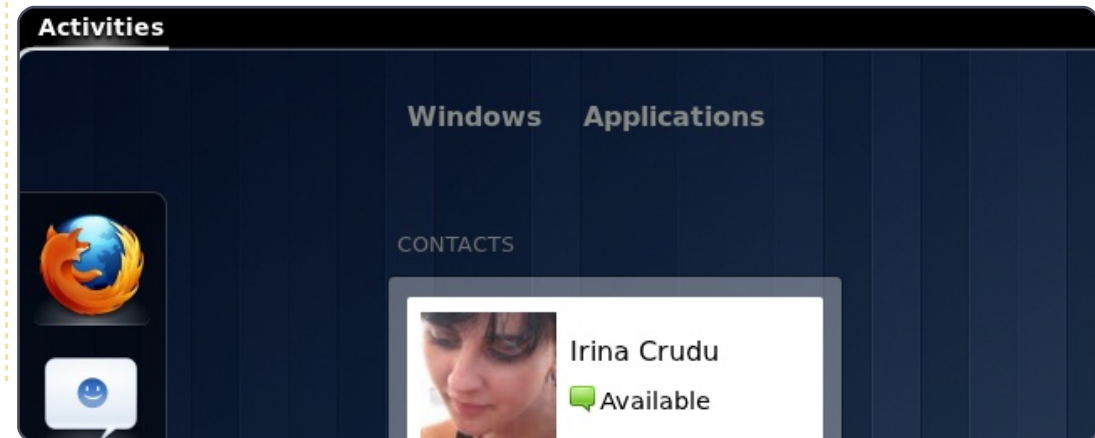 Activities
Windows Applications
CONTACTS
Irina Crudu
Available